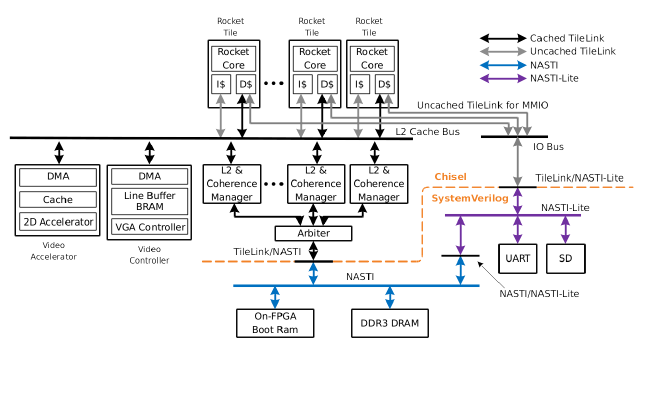 Rocket
Tile
Rocket
Tile
Rocket
Tile
Rocket
Core
I$
D$
Rocket
Core
I$
D$
Rocket
Core
I$
D$
Cached TileLink
Uncached TileLink
NASTI
NASTI-Lite
Uncached TileLink for MMIO
L2 Cache Bus
IO Bus
DMA
Cache
2D Accelerator
Video
Accelerator
DMA
Line Buffer
BRAM
VGA Controller
Video
Controller
L2 &
Coherence
Manager
L2 &
Coherence
Manager
L2 &
Coherence
Manager
Arbiter
TileLink/NASTI
Chisel
SystemVerilog
TileLink/NASTI-Lite
NASTI-Lite
UART
SD
NASTI/NASTI-Lite
NASTI
On-FPGA
Boot Ram
DDR3 DRAM